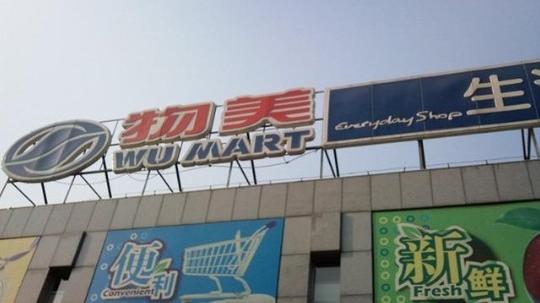 物美
WU MART
Everyday Shop
生
便利
Convenient
新鲜
Fresh